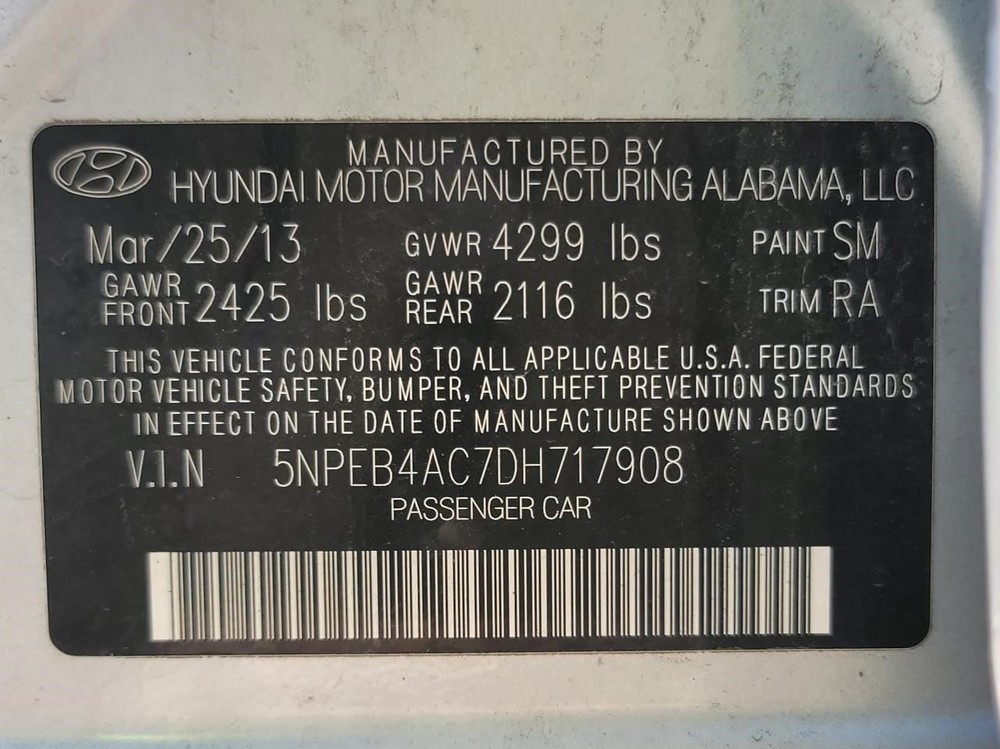 MANUFACTURED BY
HYUNDAI MOTOR MANUFACTURING ALABAMA, LLC
Mar/25/13 GVWR 4299 lbs PAINT SM
GAWR FRONT 2425 lbs GAWR REAR 2116 lbs TRIM RA
THIS VEHICLE CONFORMS TO ALL APPLICABLE U.S.A. FEDERAL
MOTOR VEHICLE SAFETY, BUMPER, AND THEFT PREVENTION STANDARDS
IN EFFECT ON THE DATE OF MANUFACTURE SHOWN ABOVE
V.I.N 5NPEB4AC7DH717908
PASSENGER CAR